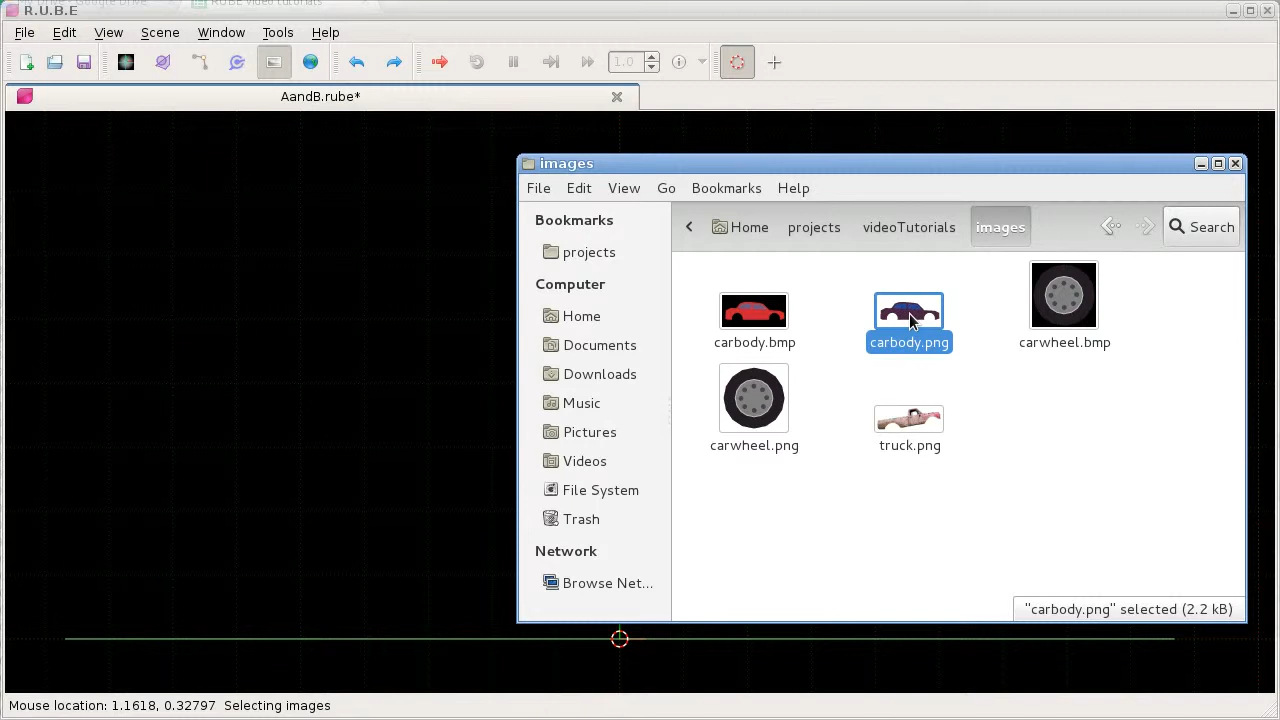 R.U.B.E
File Edit View Scene Window Tools Help
1.0
AandB.rube*
images
File Edit View Go Bookmarks Help
Bookmarks
projects
Computer
Home
Documents
Downloads
Music
Pictures
Videos
File System
Trash
Network
Browse Net...
Home projects videoTutorials images Search
carbody.bmp carbody.png carwheel.bmp
carwheel.png truck.png
"carbody.png" selected (2.2 kB)
Mouse location: 1.1618, 0.32797 Selecting images